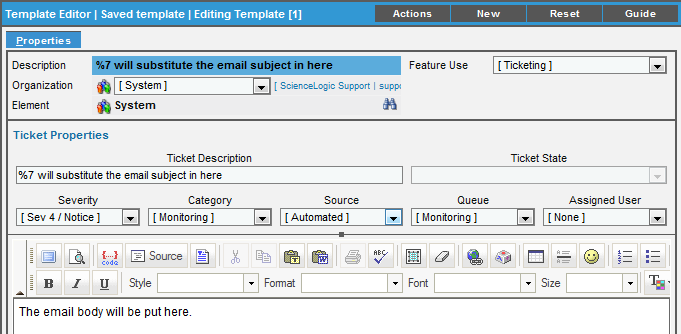 Template Editor | Saved template | Editing Template [1] Actions New Reset Guide
Properties
Description %7 will substitute the email subject in here Feature Use [ Ticketing ]
Organization [ System ] [ ScienceLogic Support | suppo
Element System
Ticket Properties
Ticket Description Ticket State
%7 will substitute the email subject in here
Severity Category Source Queue Assigned User
[ Sev 4 / Notice ] [ Monitoring ] [ Automated ] [ Monitoring ] [ None ]
code Source ABC
B I U Style Format Font Size T
The email body will be put here.